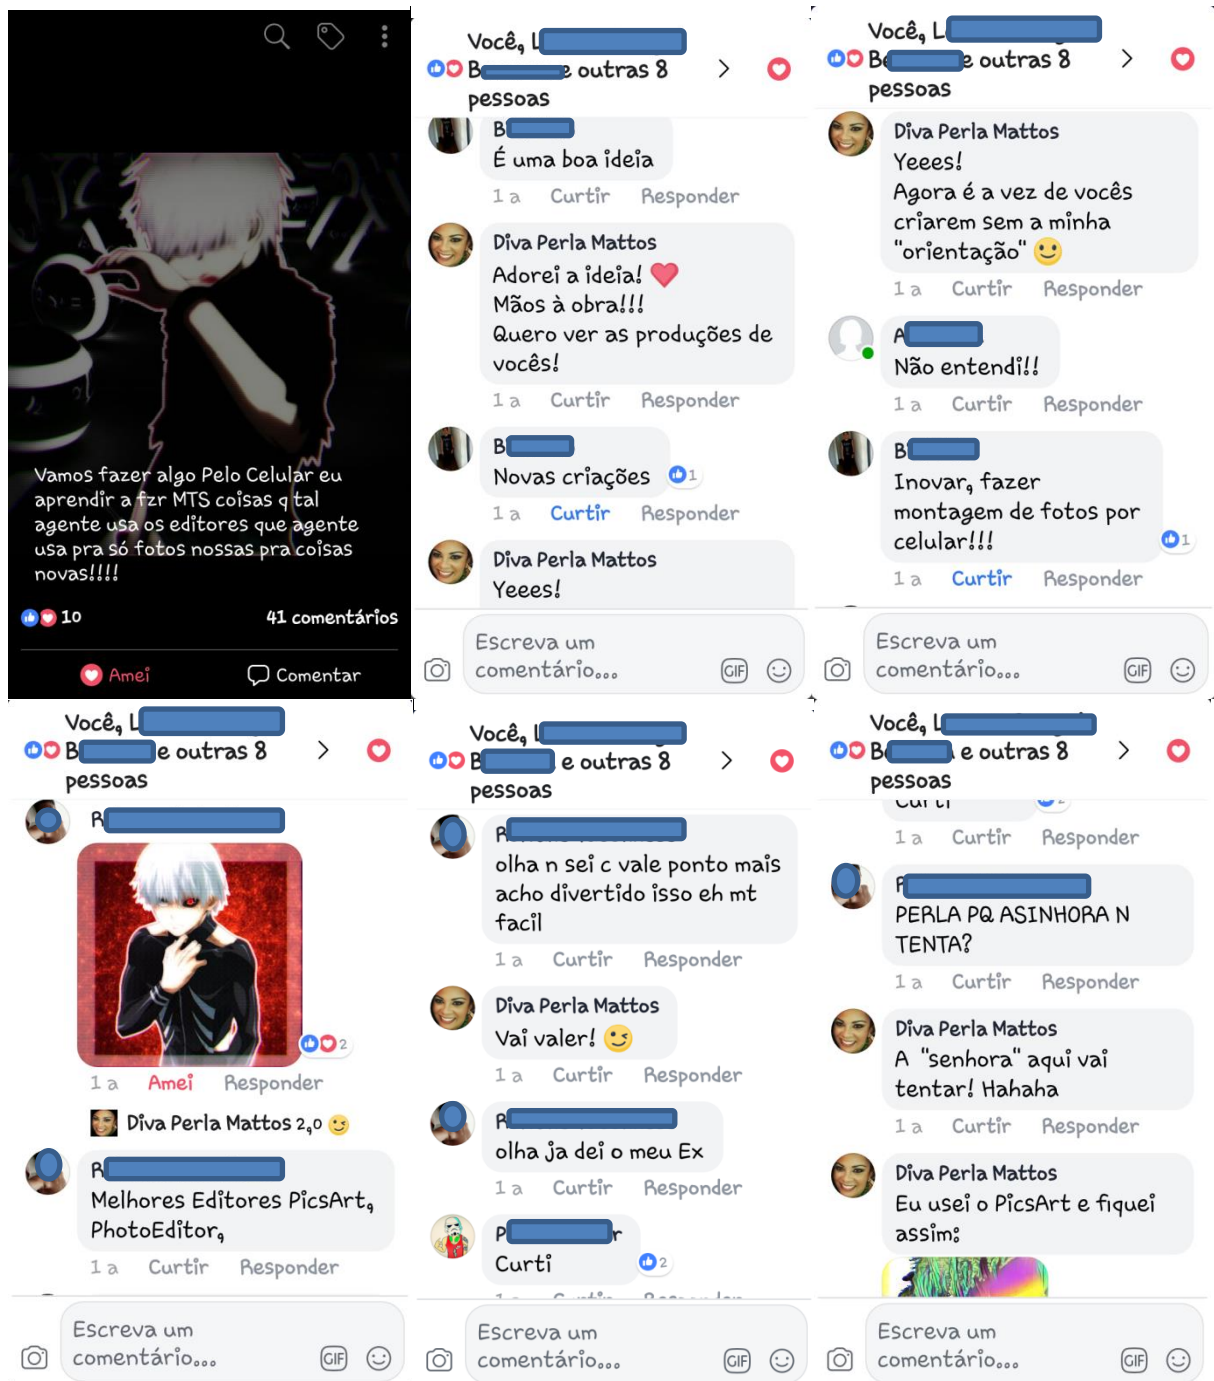 Vamos fazer algo Pelo Celular eu
aprendir a fzr MTS coisas q tal
agente usa os editores que agente
usa pra só fotos nossas pra coisas
novas!!!!
10
41 comentários
Amei
Comentar
Você, L
B e outras 8
pessoas
B
É uma boa ideia
1 a Curtir Responder
Diva Perla Mattos
Adorei a ideia! ❤
Mãos à obra!!!
Quero ver as produções de
vocês!
1 a Curtir Responder
B
Novas criações 1
1 a Curtir Responder
Diva Perla Mattos
Yeees!
Escreva um
comentário...
GIF
Você, L
Be e outras 8
pessoas
Diva Perla Mattos
Yeees!
Agora é a vez de vocês
criarem sem a minha
"orientação" 🙂
1 a Curtir Responder
A
Não entendi!!
1 a Curtir Responder
B
Inovar, fazer
montagem de fotos por
celular!!! 1
1 a Curtir Responder
Escreva um
comentário...
GIF
Você, L
B e outras 8
pessoas
R
2
1 a Amei Responder
Diva Perla Mattos 2,0 😉
R
Melhores Editores PicsArt,
PhotoEditor,
1 a Curtir Responder
Escreva um
comentário...
GIF
Você, L
B e outras 8
pessoas
R
olha n sei c vale ponto mais
acho divertido isso eh mt
facil
1 a Curtir Responder
Diva Perla Mattos
Vai valer! 😉
1 a Curtir Responder
R
olha ja dei o meu Ex
1 a Curtir Responder
P r
Curti 2
1 a Curtir Responder
Escreva um
comentário...
GIF
Você, L
Be e outras 8
pessoas
Curti 2
1 a Curtir Responder
R
PERLA PQ ASINHORA N
TENTA?
1 a Curtir Responder
Diva Perla Mattos
A "senhora" aqui vai
tentar! Hahaha
1 a Curtir Responder
Diva Perla Mattos
Eu usei o PicsArt e fiquei
assim:
Escreva um
comentário...
GIF